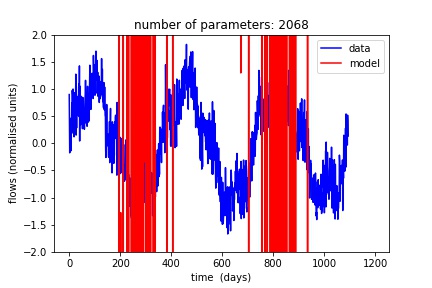 number of parameters: 2068
2.0
1.5
1.0
0.5
0.0
−0.5
−1.0
−1.5
−2.0
flows (normalised units)
data
model
0 200 400 600 800 1000 1200
time (days)